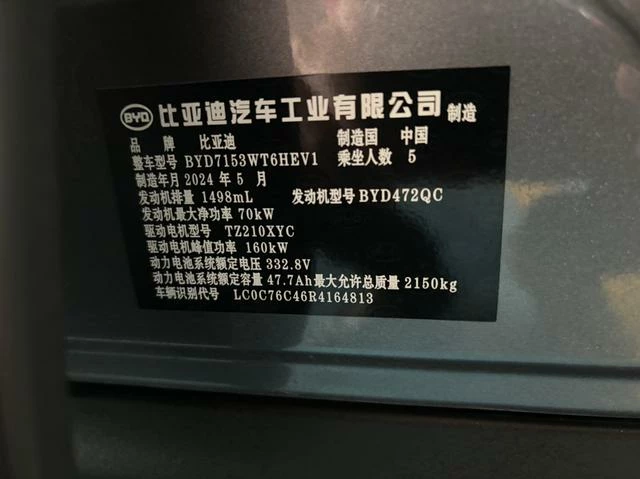 BYD 比亚迪汽车工业有限公司 制造
品 牌 比亚迪 制造国 中国
整车型号 BYD7153WT6HEV1 乘坐人数 5
制造年月 2024 年 5 月
发动机排量 1498mL 发动机型号 BYD472QC
发动机最大净功率 70kW
驱动电机型号 TZ210XYC
驱动电机峰值功率 160kW
动力电池系统额定电压 332.8V
动力电池系统额定容量 47.7Ah 最大允许总质量 2150kg
车辆识别代号 LC0C76C46R4164813